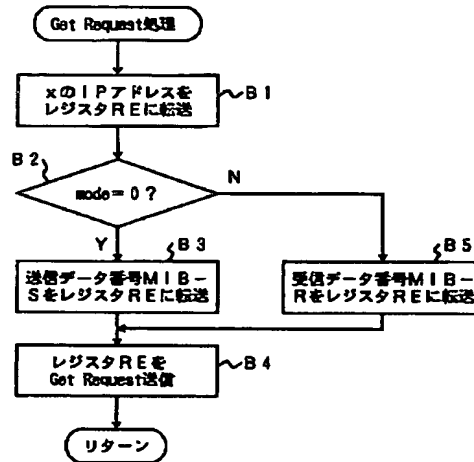 Get Request処理
xのIPアドレスを
レジスタREに転送
B1
B2
mode=0?
N
Y
B3
送信データ番号MIB-
SをレジスタREに転送
B5
受信データ番号MIB-
RをレジスタREに転送
レジスタREを
Get Request送信
B4
リターン